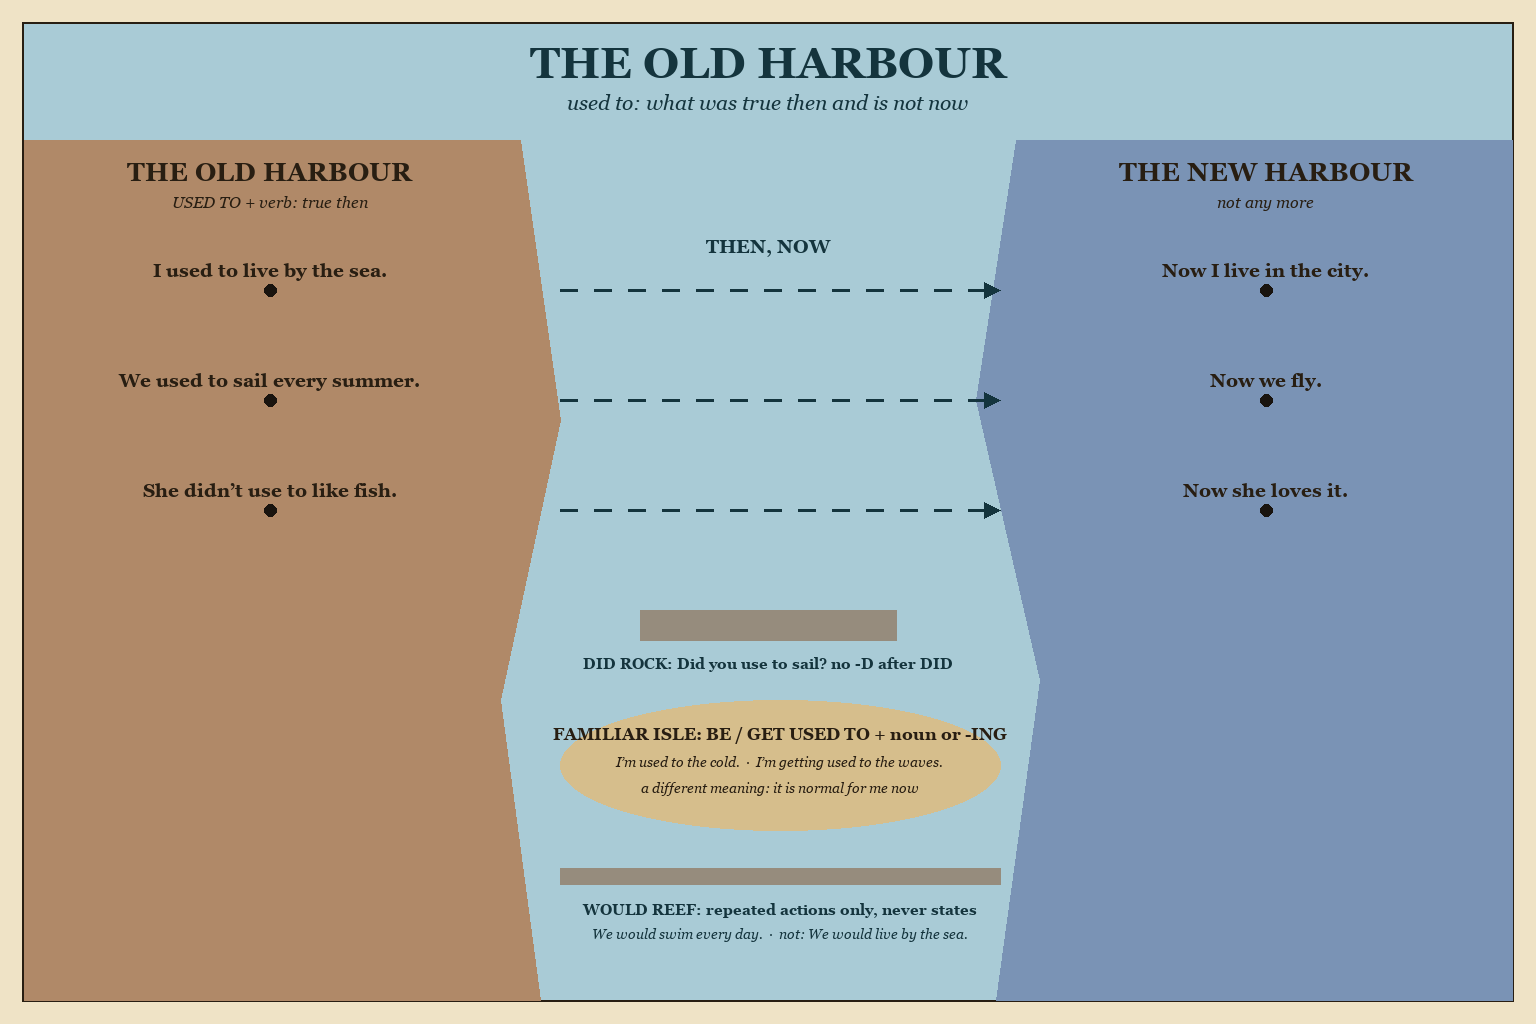 THE OLD HARBOUR
used to: what was true then and is not now
THE OLD HARBOUR
USED TO + verb: true then
I used to live by the sea.
We used to sail every summer.
She didn’t use to like fish.
THEN, NOW
THE NEW HARBOUR
not any more
Now I live in the city.
Now we fly.
Now she loves it.
DID ROCK: Did you use to sail? no -D after DID
FAMILIAR ISLE: BE / GET USED TO + noun or -ING
I’m used to the cold. · I’m getting used to the waves.
a different meaning: it is normal for me now
WOULD REEF: repeated actions only, never states
We would swim every day. · not: We would live by the sea.